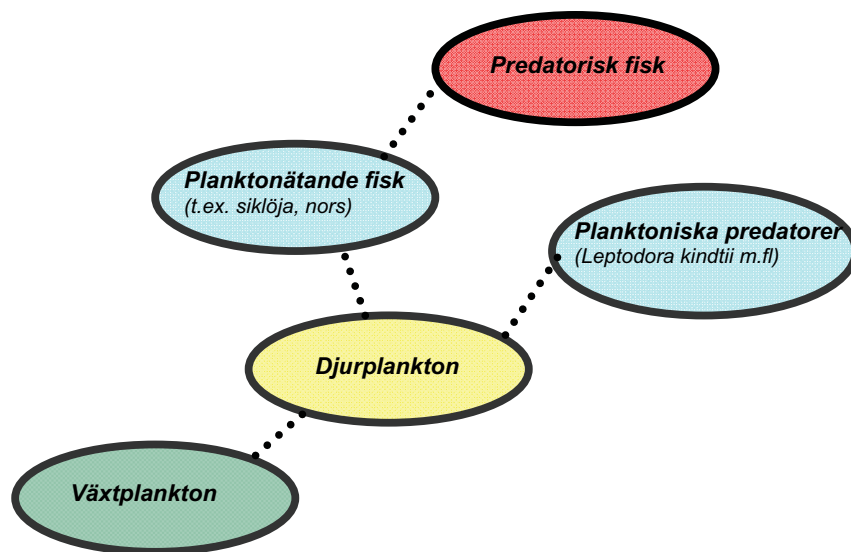 Predatorisk fisk
Planktonätande fisk
(t.ex. siklöja, nors)
Planktoniska predatorer
(Leptodora kindtii m.fl)
Djurplankton
Växtplankton